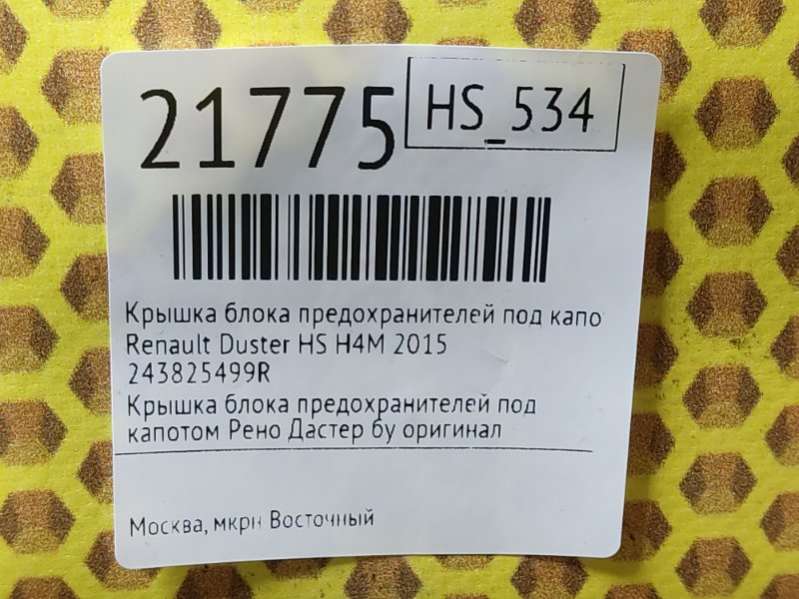 21775
HS_534
Крышка блока предохранителей под капо
Renault Duster HS H4M 2015
243825499R
Крышка блока предохранителей под
капотом Рено Дастер бу оригинал
Москва, мкрн Восточный